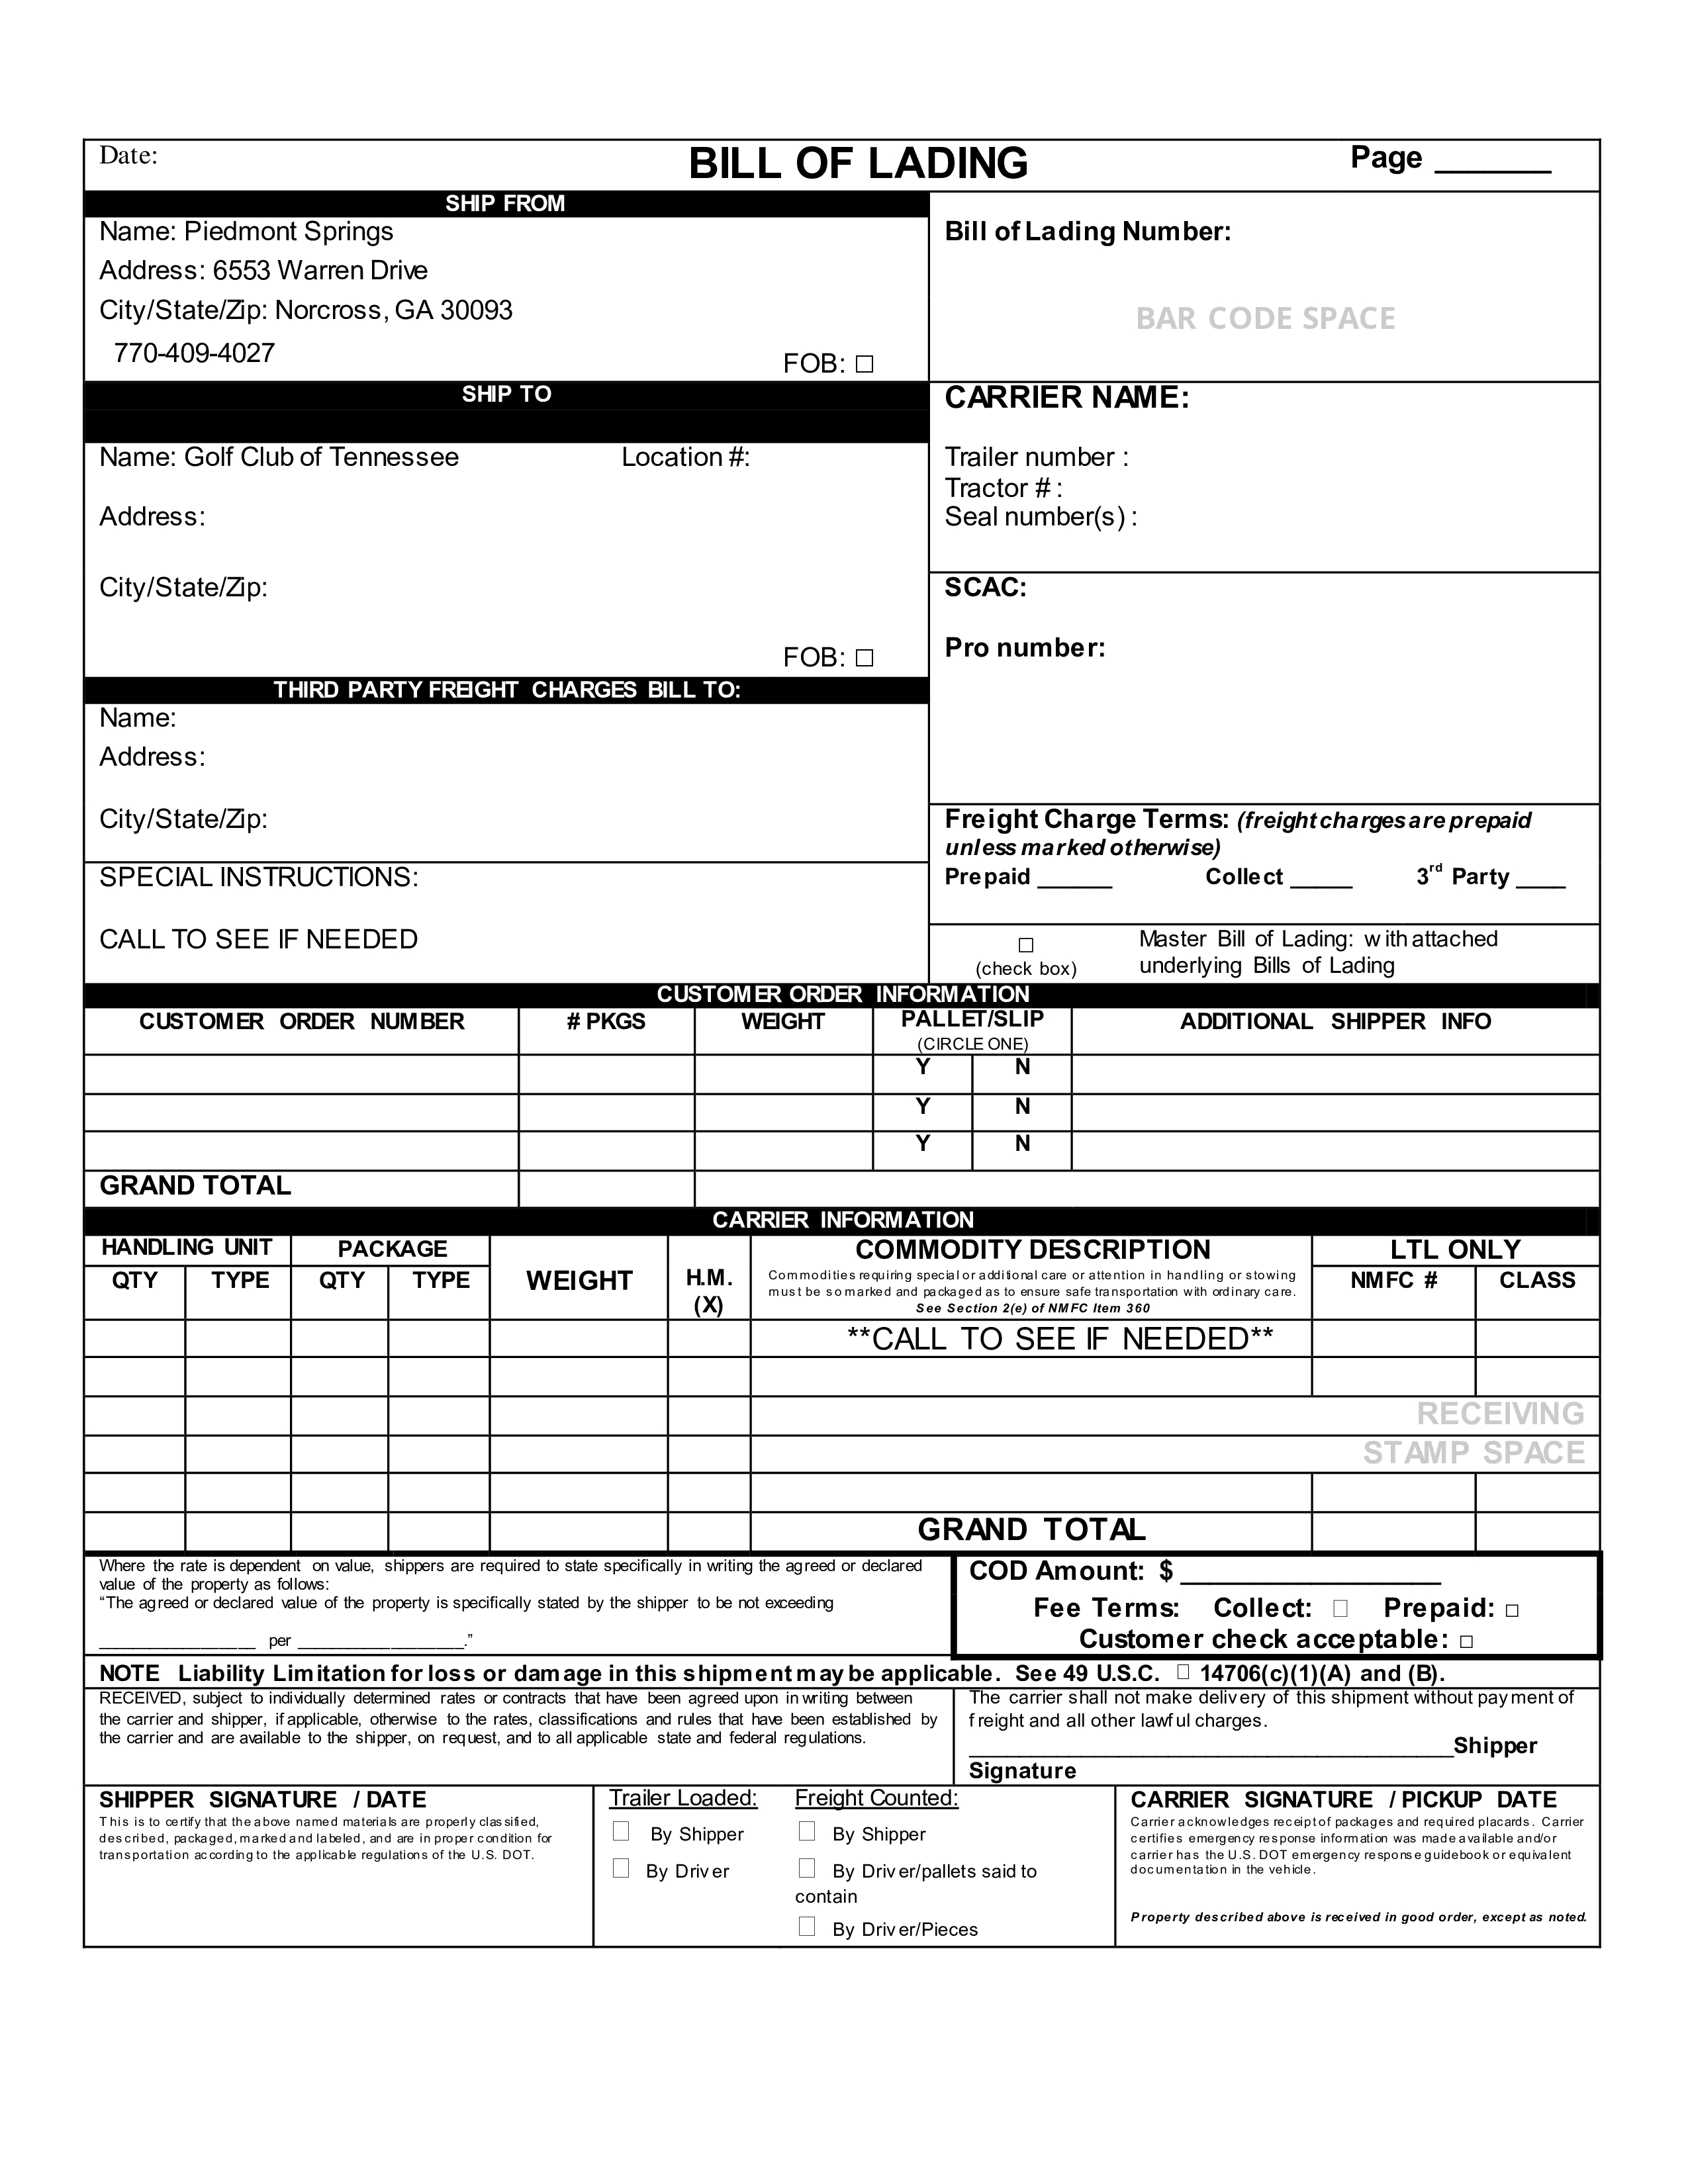 Date: BILL OF LADING Page _______
SHIP FROM
Name: Piedmont Springs
Address: 6553 Warren Drive
City/State/Zip: Norcross, GA 30093
770-409-4027
FOB: □
Bill of Lading Number:
BAR CODE SPACE
SHIP TO
Name: Golf Club of Tennessee Location #:
Address:
City/State/Zip:
FOB: □
CARRIER NAME:
Trailer number :
Tractor # :
Seal number(s) :
SCAC:
Pro number:
THIRD PARTY FREIGHT CHARGES BILL TO:
Name:
Address:
City/State/Zip:
SPECIAL INSTRUCTIONS:
CALL TO SEE IF NEEDED
Freight Charge Terms: (freight charges are prepaid
unless marked otherwise)
Prepaid ______ Collect _____ 3rd Party ____
□
(check box)
Master Bill of Lading: with attached
underlying Bills of Lading
CUSTOMER ORDER INFORMATION
CUSTOMER ORDER NUMBER # PKGS WEIGHT PALLET/SLIP ADDITIONAL SHIPPER INFO
(CIRCLE ONE)
Y N
Y N
Y N
GRAND TOTAL
CARRIER INFORMATION
HANDLING UNIT PACKAGE COMMODITY DESCRIPTION LTL ONLY
QTY TYPE QTY TYPE WEIGHT H.M.
(X)
Commodities requiring special or additional care or attention in handling or stowing
must be so marked and packaged as to ensure safe transportation with ordinary care.
See Section 2(e) of NMFC Item 360
NMFC # CLASS
**CALL TO SEE IF NEEDED**
RECEIVING
STAMP SPACE
GRAND TOTAL
Where the rate is dependent on value, shippers are required to state specifically in writing the agreed or declared
value of the property as follows:
“The agreed or declared value of the property is specifically stated by the shipper to be not exceeding
__________________ per ___________________.”
COD Amount: $ ____________________
Fee Terms: Collect: □ Prepaid: □
Customer check acceptable: □
NOTE Liability Limitation for loss or damage in this shipment may be applicable. See 49 U.S.C. □ 14706(c)(1)(A) and (B).
RECEIVED, subject to individually determined rates or contracts that have been agreed upon in writing between
the carrier and shipper, if applicable, otherwise to the rates, classifications and rules that have been established by
the carrier and are available to the shipper, on request, and to all applicable state and federal regulations.
The carrier shall not make delivery of this shipment without payment of
freight and all other lawful charges.
_______________________________________Shipper
Signature
SHIPPER SIGNATURE / DATE
This is to certify that the above named materials are properly classified,
described, packaged, marked and labeled, and are in proper condition for
transportation according to the applicable regulations of the U.S. DOT.
Trailer Loaded:
□ By Shipper
□ By Driver
Freight Counted:
□ By Shipper
□ By Driver/pallets said to
contain
□ By Driver/Pieces
CARRIER SIGNATURE / PICKUP DATE
Carrier acknowledges receipt of packages and required placards. Carrier
certifies emergency response information was made available and/or
carrier has the U.S. DOT emergency response guidebook or equivalent
documentation in the vehicle.
Property described above is received in good order, except as noted.